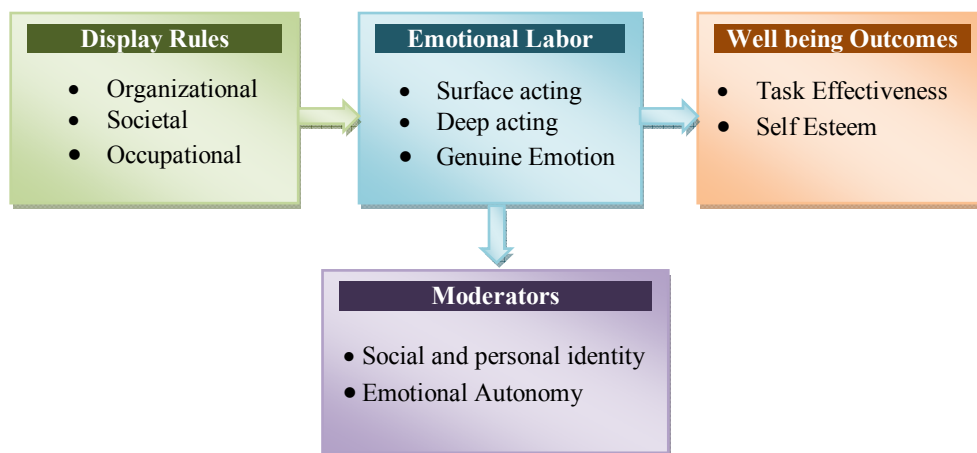 Display Rules
• Organizational
• Societal
• Occupational
Emotional Labor
• Surface acting
• Deep acting
• Genuine Emotion
Well being Outcomes
• Task Effectiveness
• Self Esteem
Moderators
• Social and personal identity
• Emotional Autonomy